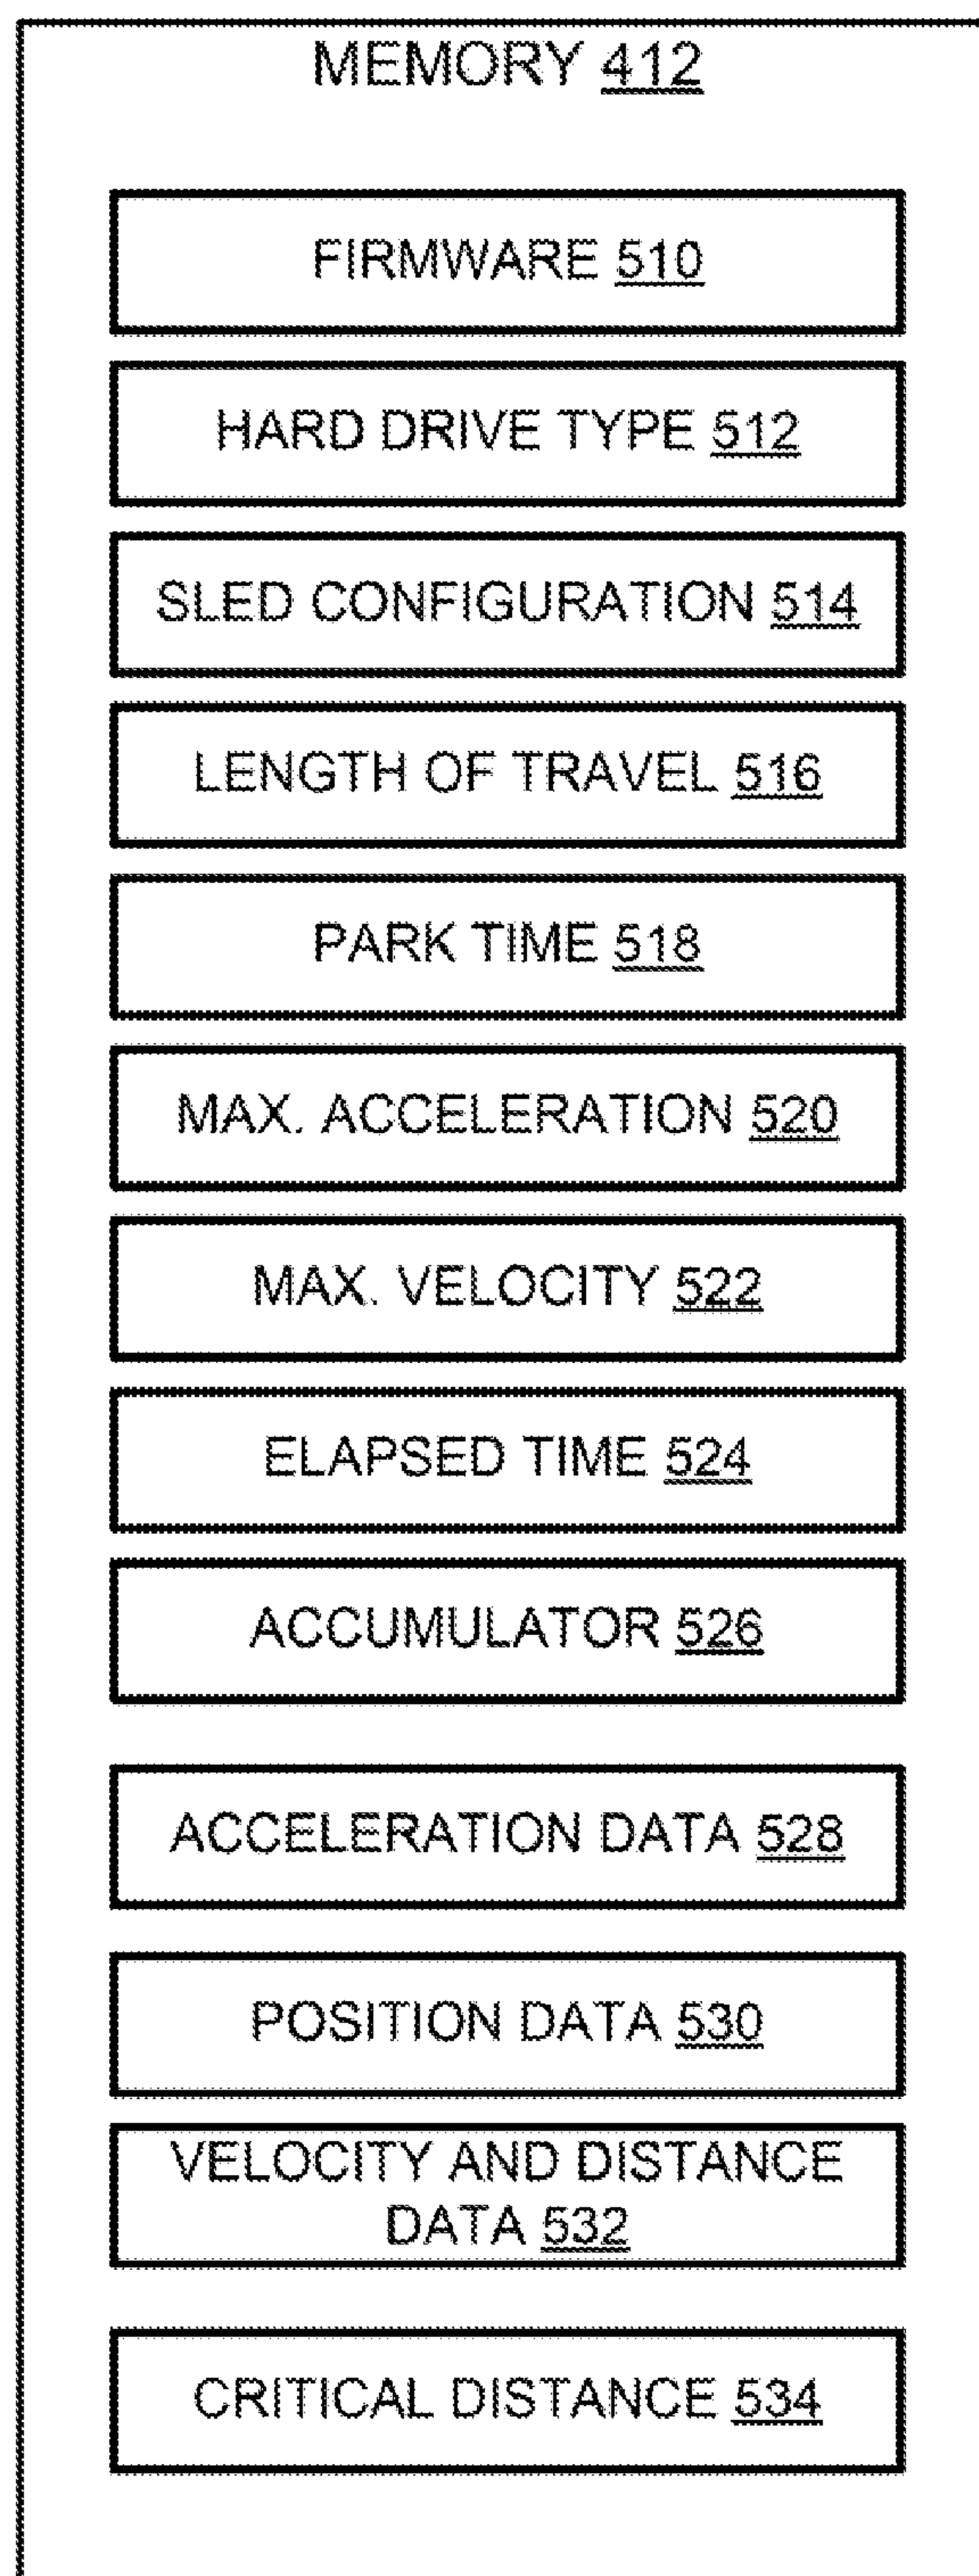 MEMORY 412
FIRMWARE 510
HARD DRIVE TYPE 512
SLED CONFIGURATION 514
LENGTH OF TRAVEL 516
PARK TIME 518
MAX. ACCELERATION 520
MAX. VELOCITY 522
ELAPSED TIME 524
ACCUMULATOR 526
ACCELERATION DATA 528
POSITION DATA 530
VELOCITY AND DISTANCE
DATA 532
CRITICAL DISTANCE 534